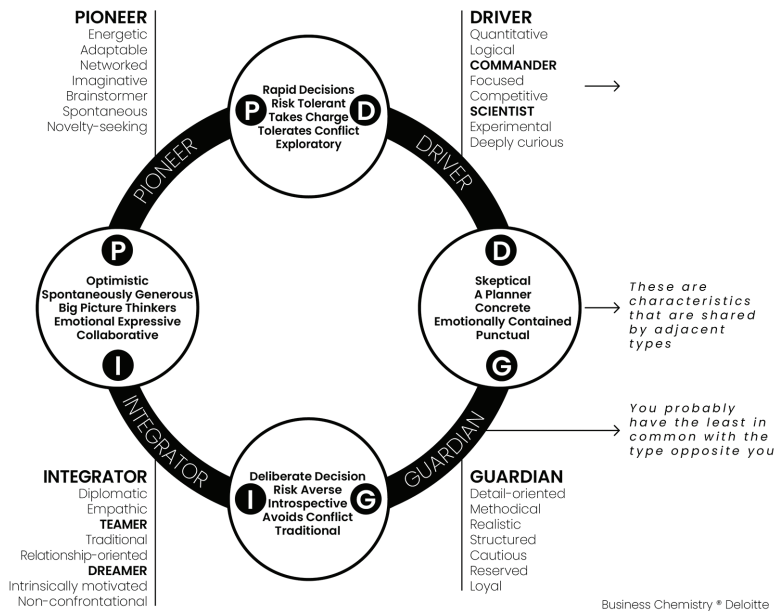 PIONEER
Energetic
Adaptable
Networked
Imaginative
Brainstormer
Spontaneous
Novelty-seeking
DRIVER
Quantitative
Logical
COMMANDER
Focused
Competitive
SCIENTIST
Experimental
Deeply curious
P
D
Rapid Decisions
Risk Tolerant
Takes Charge
Tolerates Conflict
Exploratory
PIONEER
DRIVER
P
Optimistic
Spontaneously Generous
Big Picture Thinkers
Emotional Expressive
Collaborative
I
D
Skeptical
A Planner
Concrete
Emotionally Contained
Punctual
G
These are
characteristics
that are shared
by adjacent
types
INTEGRATOR
GUARDIAN
You probably
have the least in
common with the
type opposite you
I
G
Deliberate Decision
Risk Averse
Introspective
Avoids Conflict
Traditional
INTEGRATOR
Diplomatic
Empathic
TEAMER
Traditional
Relationship-oriented
DREAMER
Intrinsically motivated
Non-confrontational
GUARDIAN
Detail-oriented
Methodical
Realistic
Structured
Cautious
Reserved
Loyal
Business Chemistry ® Deloitte